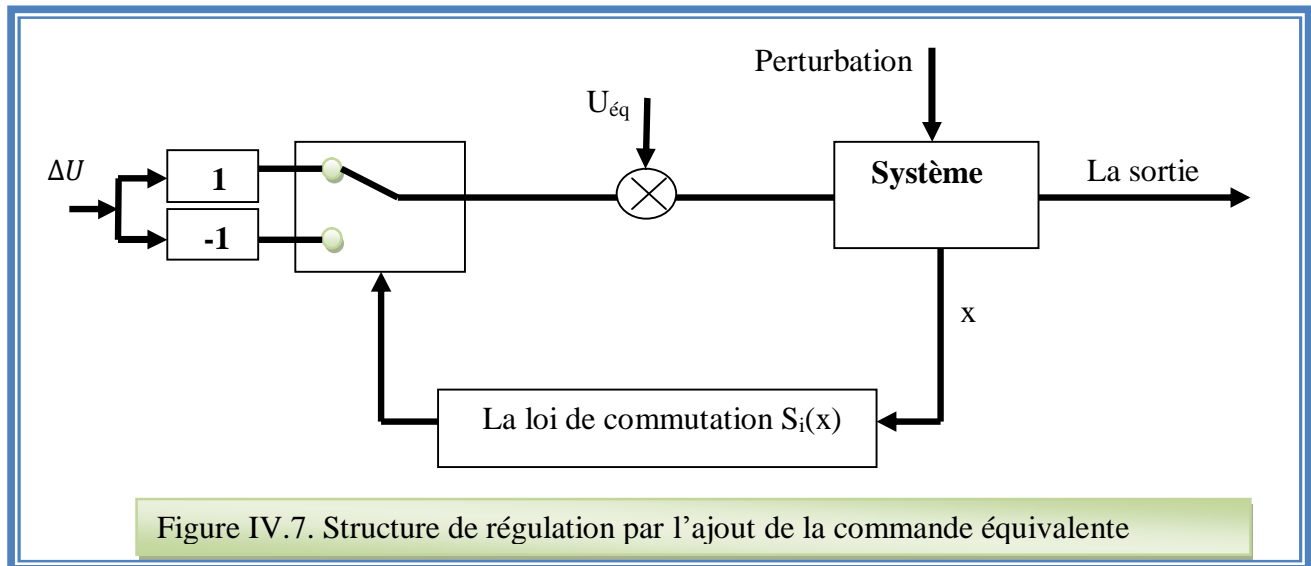 Perturbation
U éq
ΔU
1
-1
Système
La sortie
x
La loi de commutation Si(x)
Figure IV.7. Structure de régulation par l’ajout de la commande équivalente